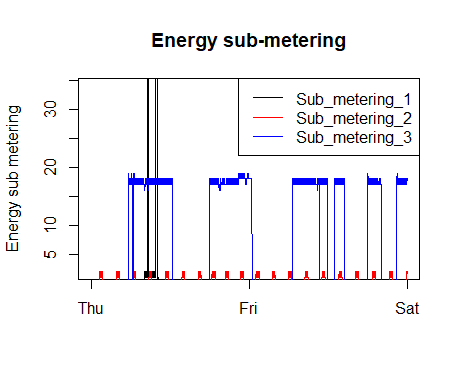 Energy sub-metering
Energy sub metering
30
20
10
5
Sub_metering_1
Sub_metering_2
Sub_metering_3
Thu
Fri
Sat